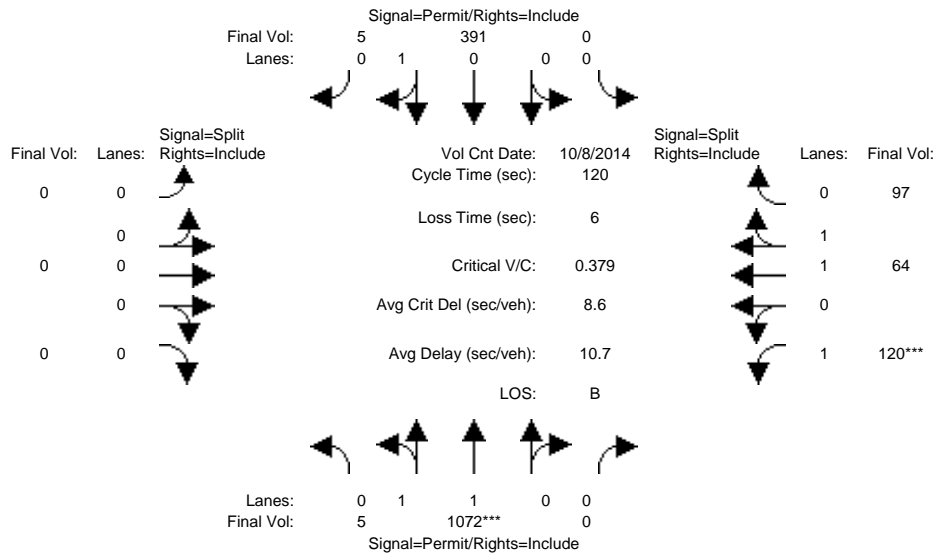 Signal=Permit/Rights=Include
Final Vol: 5 391 0
Lanes: 0 1 0 0 0
Signal=Split Signal=Split
Final Vol: Lanes: Rights=Include Vol Cnt Date: 10/8/2014 Rights=Include Lanes: Final Vol:
Cycle Time (sec): 120
0 0 0 97
Loss Time (sec): 6
0 1
0 0 Critical V/C: 0.379 1 64
0 Avg Crit Del (sec/veh): 8.6 0
0 0 Avg Delay (sec/veh): 10.7 1 120***
LOS: B
Lanes: 0 1 1 0 0
Final Vol: 5 1072*** 0
Signal=Permit/Rights=Include